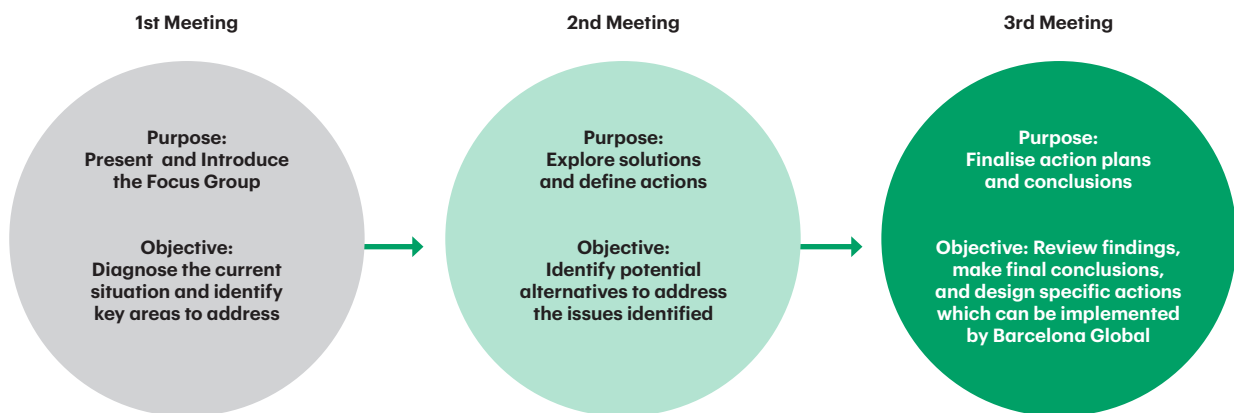 1st Meeting
Purpose:
Present and Introduce
the Focus Group
Objective:
Diagnose the current
situation and identify
key areas to address
2nd Meeting
Purpose:
Explore solutions
and define actions
Objective:
Identify potential
alternatives to address
the issues identified
3rd Meeting
Purpose:
Finalise action plans
and conclusions
Objective: Review findings,
make final conclusions,
and design specific actions
which can be implemented
by Barcelona Global